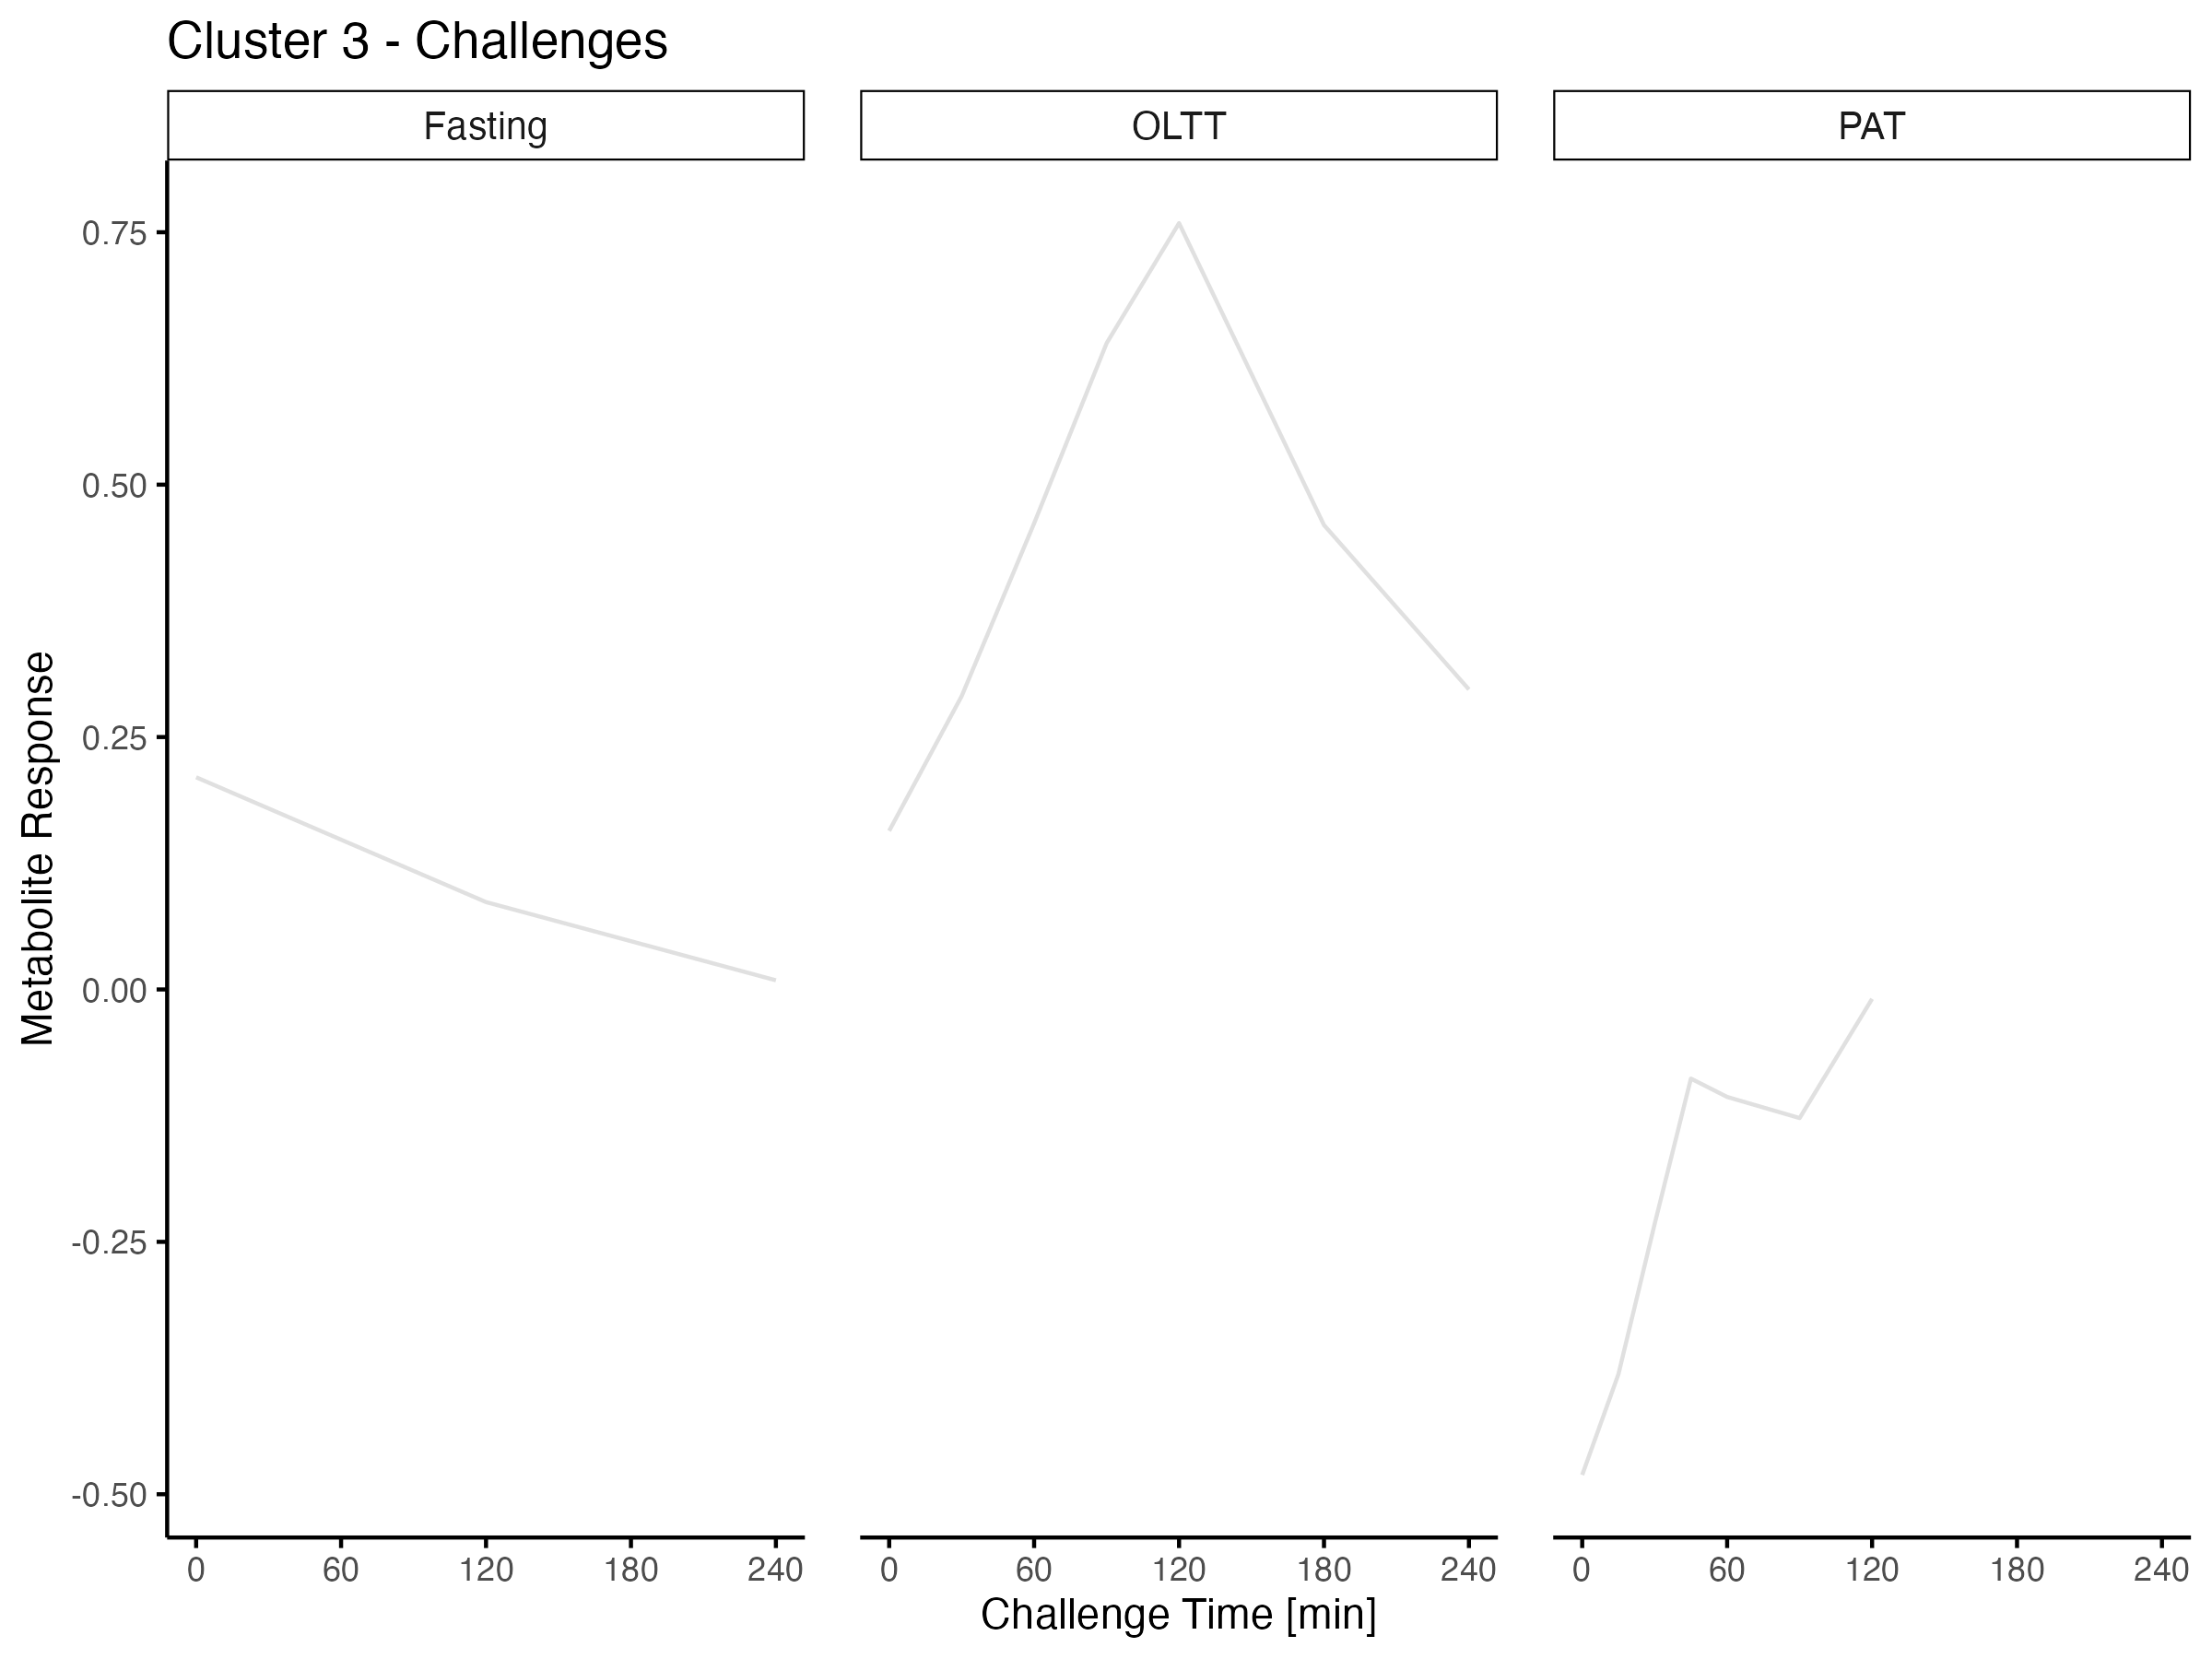 Cluster 3 - Challenges
Fasting
OLTT
PAT
Metabolite Response
0.75
0.50
0.25
0.00
-0.25
-0.50
0 60 120 180 240
0 60 120 180 240
0 60 120 180 240
Challenge Time [min]